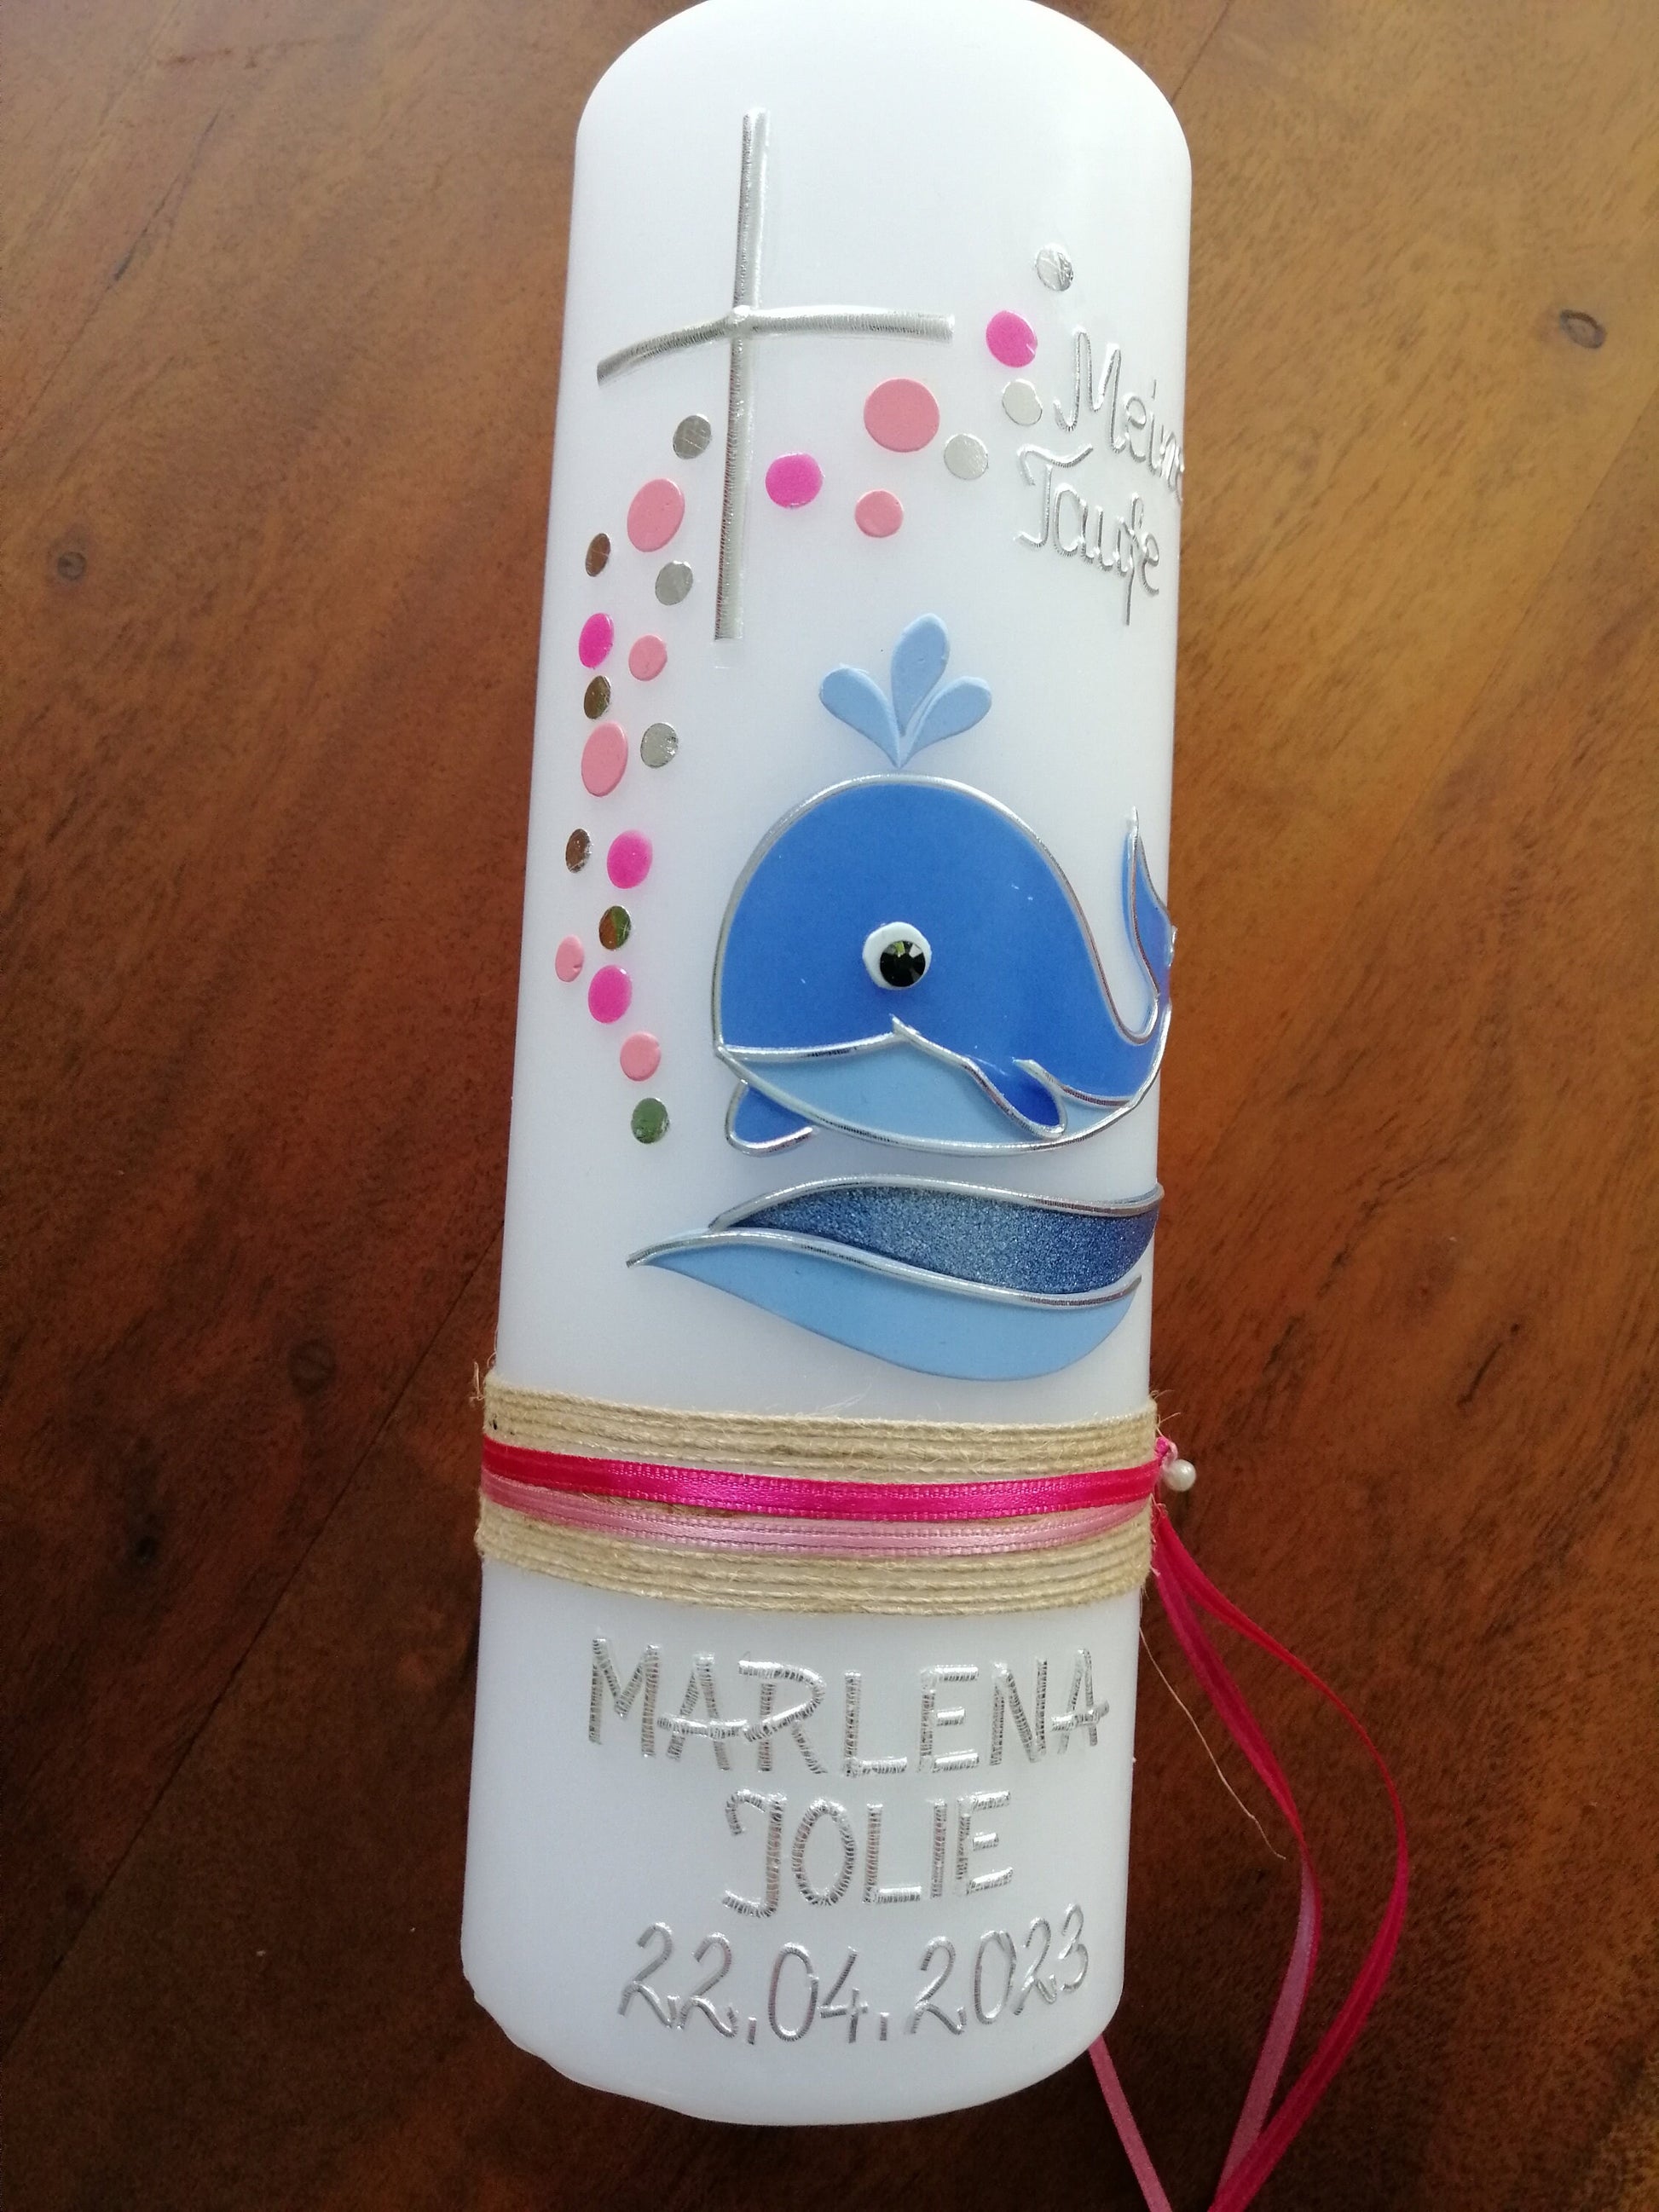 Meine
Taufe
MARLENA
JOLIE
22.04.2023